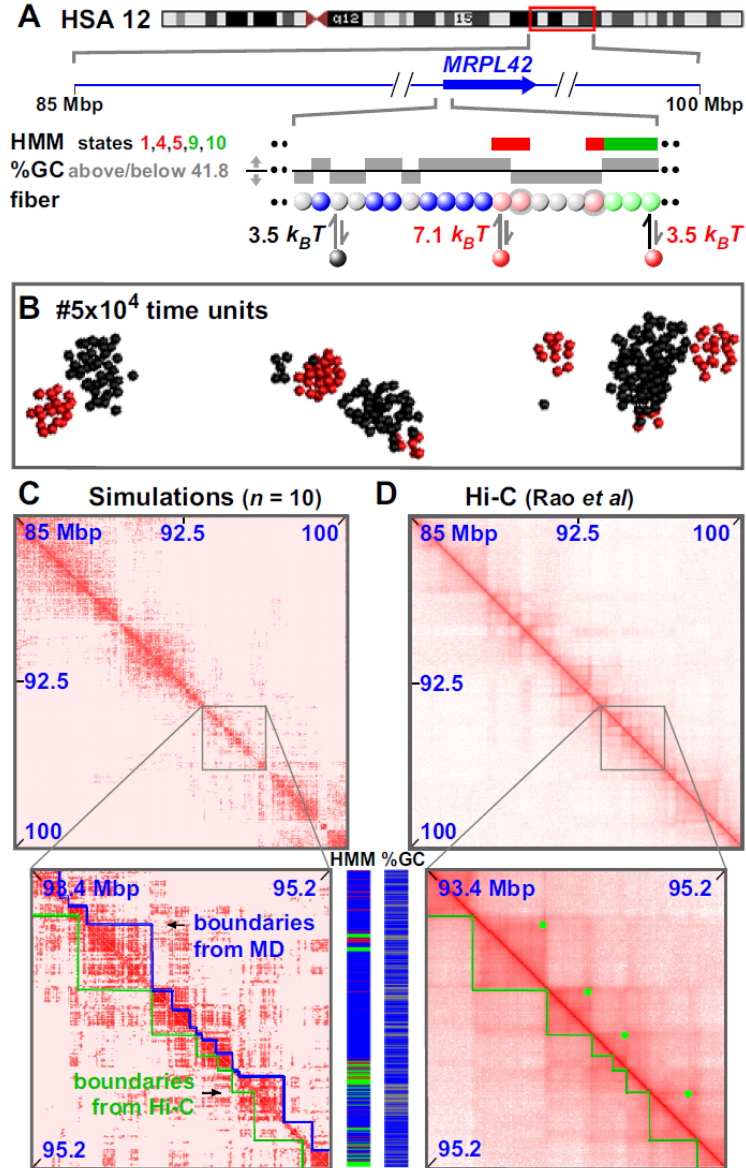 A HSA 12 q12 15
MRPL42
85 Mbp 100 Mbp
HMM states 1,4,5,9,10
%GC above/below 41.8
fiber
3.5 kBT 7.1 kBT 3.5 kBT
B #5x10⁴ time units
C Simulations (n = 10)
85 Mbp 92.5 100
92.5
100
D Hi-C (Rao et al)
85 Mbp 92.5 100
92.5
100
HMM %GC
93.4 Mbp 95.2
boundaries
from MD
boundaries
from Hi-C
95.2
93.4 Mbp 95.2
95.2